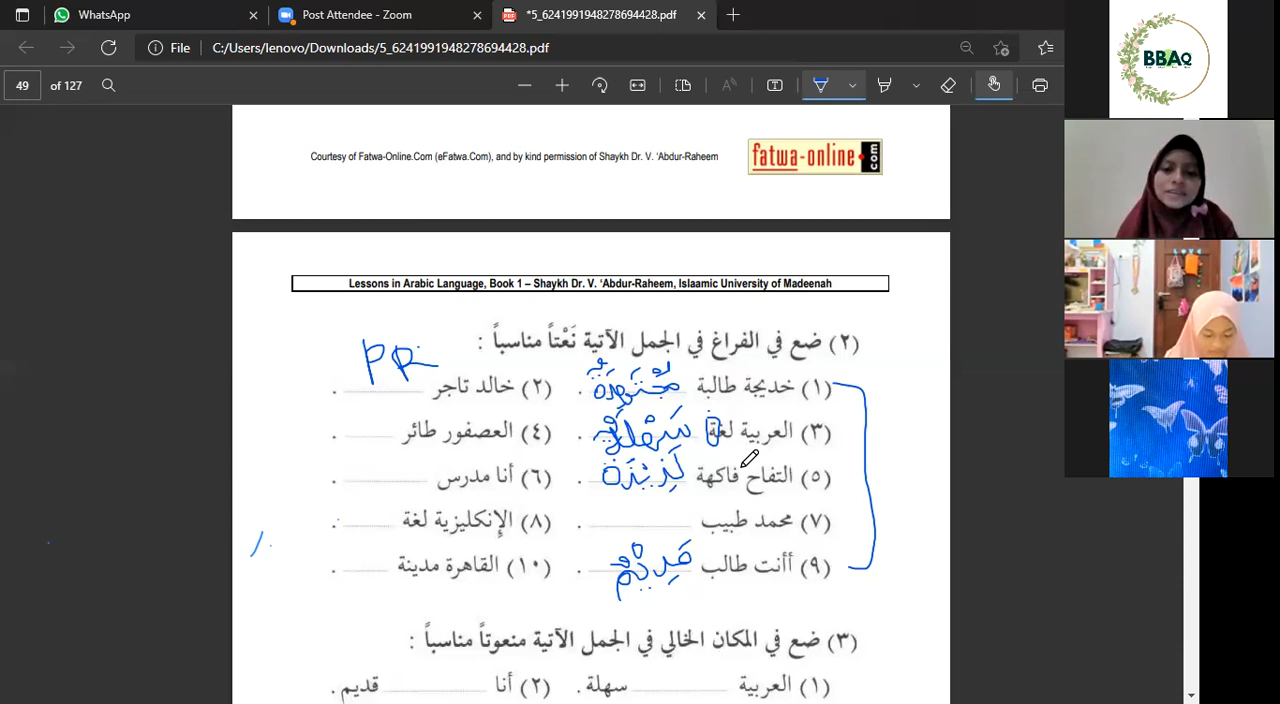 WhatsApp
Post Attendee - Zoom
*5_6241991948278694428.pdf
File C:/Users/lenovo/Downloads/5_6241991948278694428.pdf
49 of 127
BBAQ
Courtesy of Fatwa-Online.Com (eFatwa.Com), and by kind permission of Shaykh Dr. V. ‘Abdur-Raheem
fatwa-online.com
Lessons in Arabic Language, Book 1 – Shaykh Dr. V. ‘Abdur-Raheem, Islaamic University of Madeenah
(٢) ضع في الفراغ في الجمل الآتية نَعْتاً مناسباً :
PR
(١) خديجة طالبة مُجْتَهِدَةٌ . (٢) خالد تاجر .......... .
(٣) العربية لغة سَهْلَةٌ . (٤) العصفور طائر .......... .
(٥) التفاح فاكهة لَذِيْذَة . (٦) أنا مدرس .......... .
(٧) محمد طبيب .......... . (٨) الإنكليزية لغة .......... .
(٩) أأنت طالب قَدِيْمٌ . (١٠) القاهرة مدينة .......... .
(٣) ضع في المكان الخالي في الجمل الآتية منعوتاً مناسباً :
(١) العربية .......... سهلة . (٢) أنا .......... قديم .